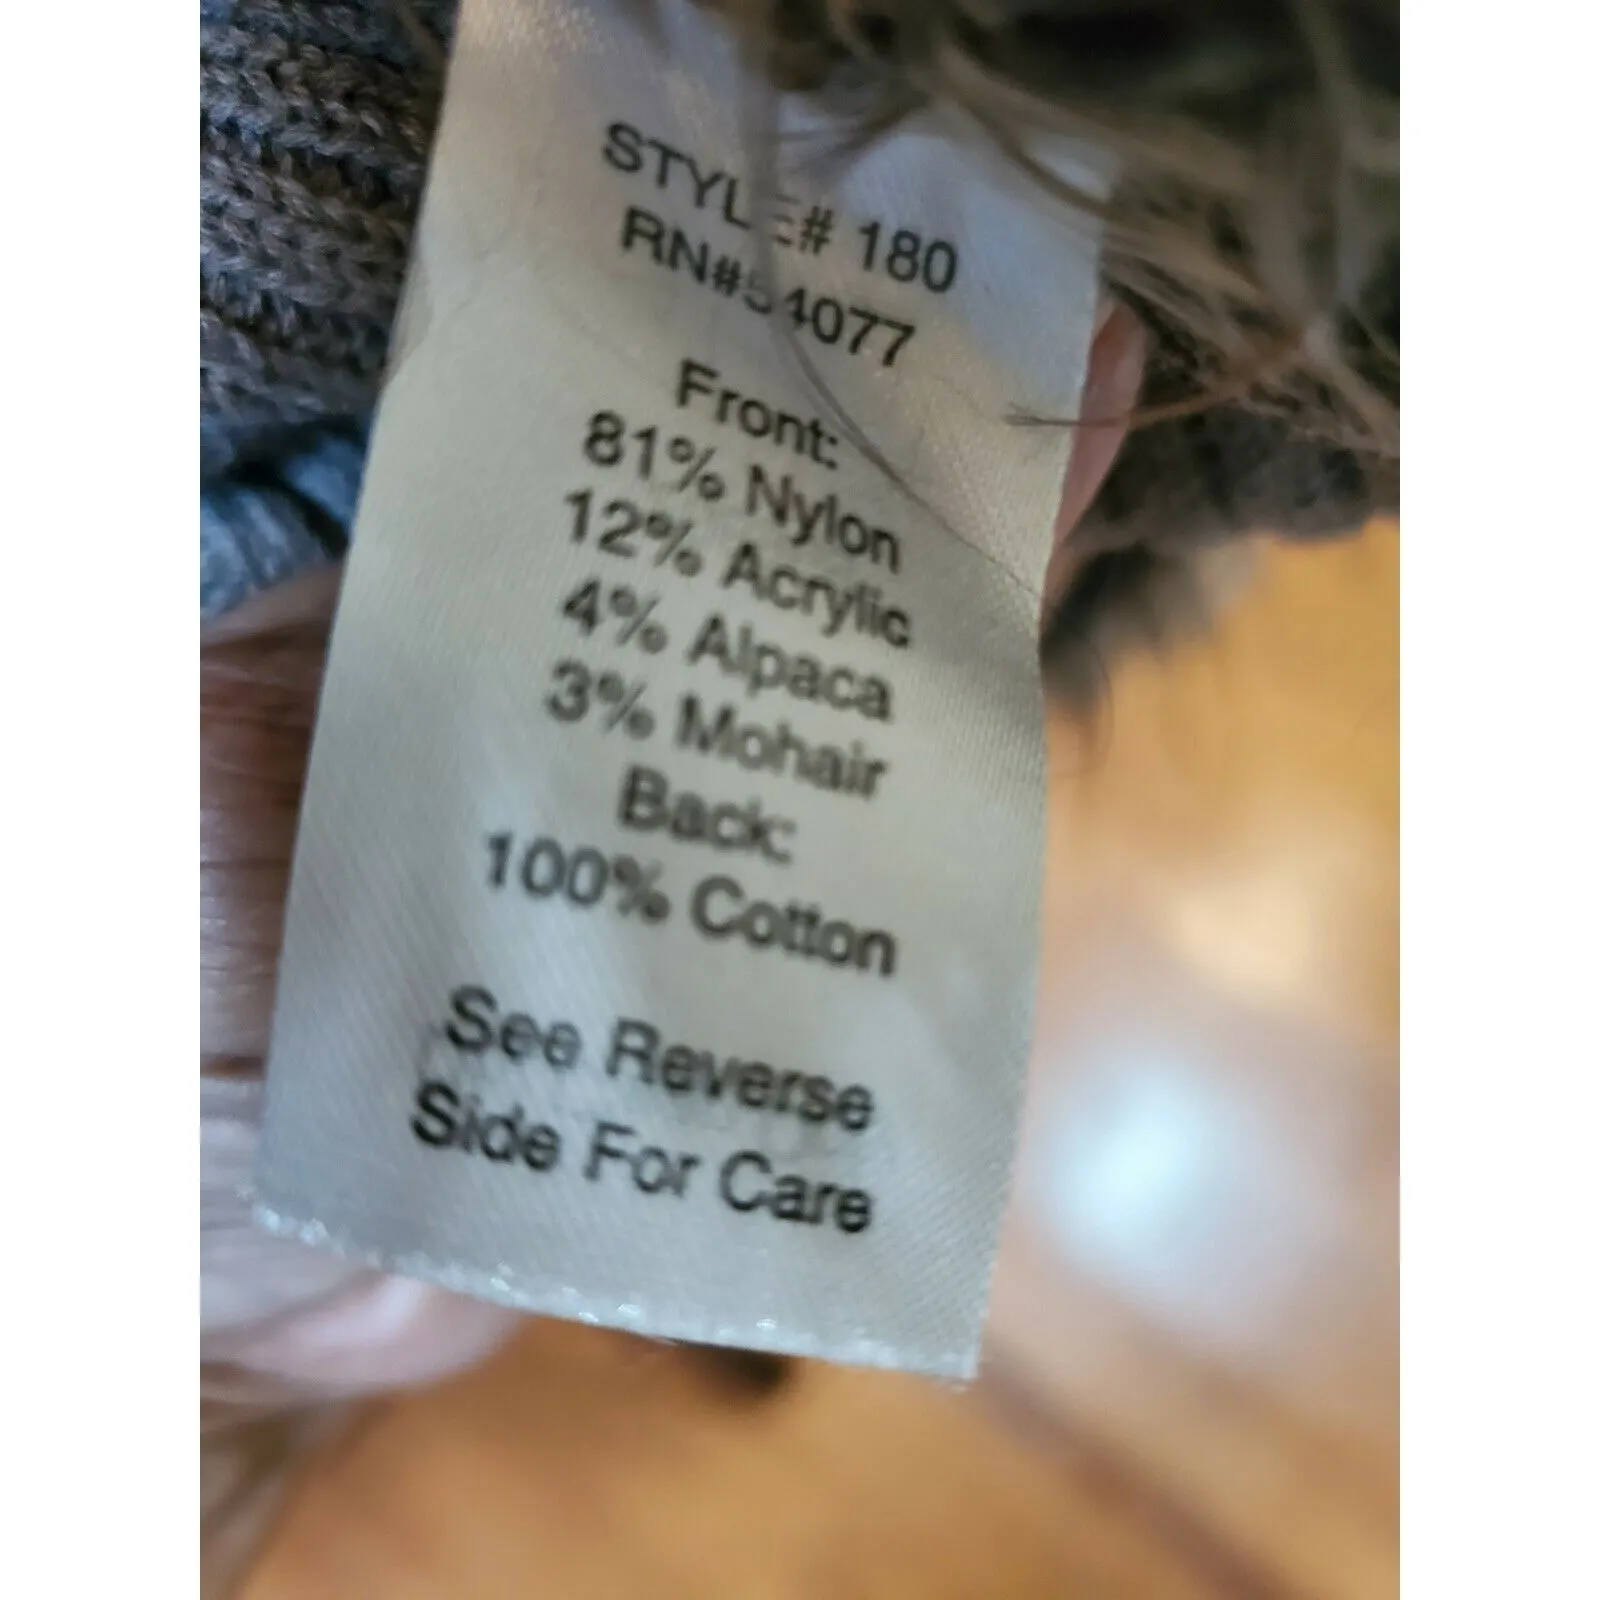 STYLE# 180
RN#54077
Front:
81% Nylon
12% Acrylic
4% Alpaca
3% Mohair
Back:
100% Cotton
See Reverse
Side For Care